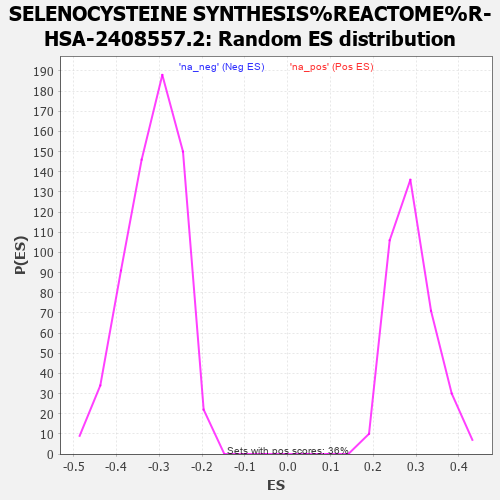 SELENOCYSTEINE SYNTHESIS%REACTOME%R-
HSA-2408557.2: Random ES distribution
'na_neg' (Neg ES) 'na_pos' (Pos ES)
190
180
170
160
150
140
130
120
110
100
90
80
70
60
50
40
30
20
10
0
P(ES)
Sets with pos scores: 36%
-0.5 -0.4 -0.3 -0.2 -0.1 0.0 0.1 0.2 0.3 0.4
ES